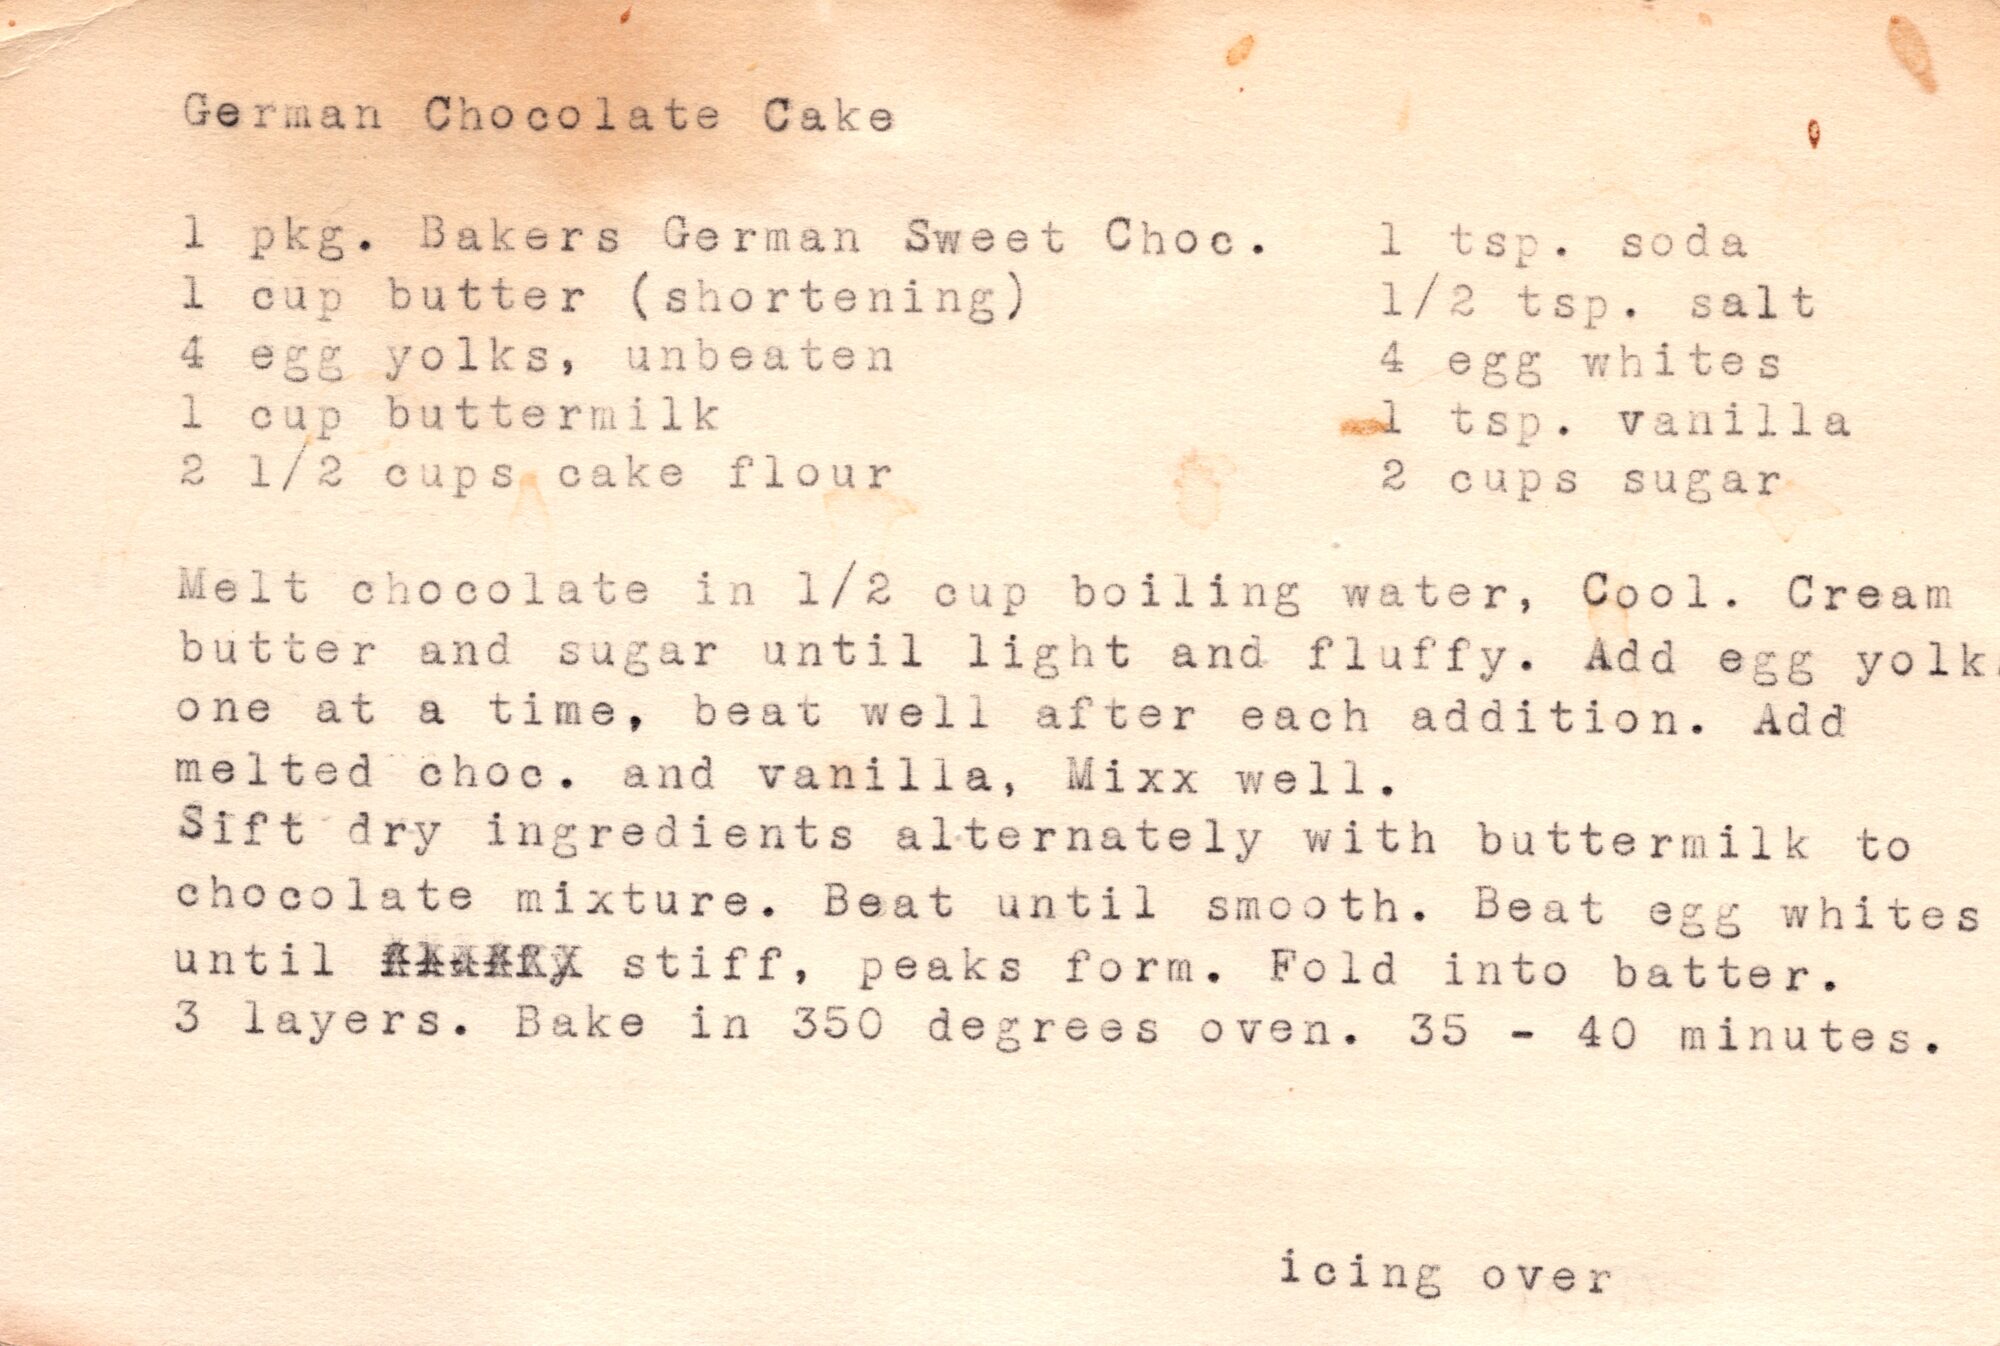 German Chocolate Cake
1 pkg. Bakers German Sweet Choc. 1 tsp. soda
1 cup butter (shortening) 1/2 tsp. salt
4 egg yolks, unbeaten 4 egg whites
1 cup buttermilk 1 tsp. vanilla
2 1/2 cups cake flour 2 cups sugar
Melt chocolate in 1/2 cup boiling water, Cool. Cream
butter and sugar until light and fluffy. Add egg yolks
one at a time, beat well after each addition. Add
melted choc. and vanilla, Mixx well.
Sift dry ingredients alternately with buttermilk to
chocolate mixture. Beat until smooth. Beat egg whites
until stiff, peaks form. Fold into batter.
3 layers. Bake in 350 degrees oven. 35 - 40 minutes.
icing over